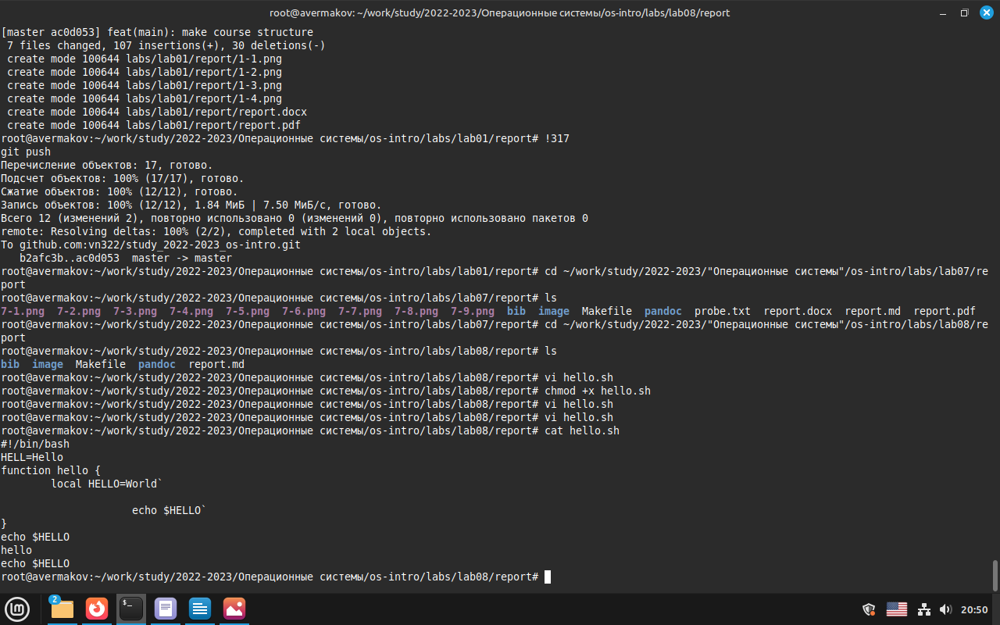 root@avermakov: ~/work/study/2022-2023/Операционные системы/os-intro/labs/lab08/report
[master ac0d053] feat(main): make course structure
 7 files changed, 107 insertions(+), 30 deletions(-)
 create mode 100644 labs/lab01/report/1-1.png
 create mode 100644 labs/lab01/report/1-2.png
 create mode 100644 labs/lab01/report/1-3.png
 create mode 100644 labs/lab01/report/1-4.png
 create mode 100644 labs/lab01/report/report.docx
 create mode 100644 labs/lab01/report/report.pdf
root@avermakov:~/work/study/2022-2023/Операционные системы/os-intro/labs/lab01/report# !317
git push
Перечисление объектов: 17, готово.
Подсчет объектов: 100% (17/17), готово.
Сжатие объектов: 100% (12/12), готово.
Запись объектов: 100% (12/12), 1.84 МиБ | 7.50 МиБ/с, готово.
Всего 12 (изменений 2), повторно использовано 0 (изменений 0), повторно использовано пакетов 0
remote: Resolving deltas: 100% (2/2), completed with 2 local objects.
To github.com:vn322/study_2022-2023_os-intro.git
   b2afc3b..ac0d053  master -> master
root@avermakov:~/work/study/2022-2023/Операционные системы/os-intro/labs/lab01/report# cd ~/work/study/2022-2023/"Операционные системы"/os-intro/labs/lab07/re
port
root@avermakov:~/work/study/2022-2023/Операционные системы/os-intro/labs/lab07/report# ls
7-1.png  7-2.png  7-3.png  7-4.png  7-5.png  7-6.png  7-7.png  7-8.png  7-9.png  bib  image  Makefile  pandoc  probe.txt  report.docx  report.md  report.pdf
root@avermakov:~/work/study/2022-2023/Операционные системы/os-intro/labs/lab07/report# cd ~/work/study/2022-2023/"Операционные системы"/os-intro/labs/lab08/re
port
root@avermakov:~/work/study/2022-2023/Операционные системы/os-intro/labs/lab08/report# ls
bib  image  Makefile  pandoc  report.md
root@avermakov:~/work/study/2022-2023/Операционные системы/os-intro/labs/lab08/report# vi hello.sh
root@avermakov:~/work/study/2022-2023/Операционные системы/os-intro/labs/lab08/report# chmod +x hello.sh
root@avermakov:~/work/study/2022-2023/Операционные системы/os-intro/labs/lab08/report# vi hello.sh
root@avermakov:~/work/study/2022-2023/Операционные системы/os-intro/labs/lab08/report# vi hello.sh
root@avermakov:~/work/study/2022-2023/Операционные системы/os-intro/labs/lab08/report# cat hello.sh
#!/bin/bash
HELL=Hello
function hello {
        local HELLO=World`
                     echo $HELLO`
}
echo $HELLO
hello
echo $HELLO
root@avermakov:~/work/study/2022-2023/Операционные системы/os-intro/labs/lab08/report#
2
$_
20:50